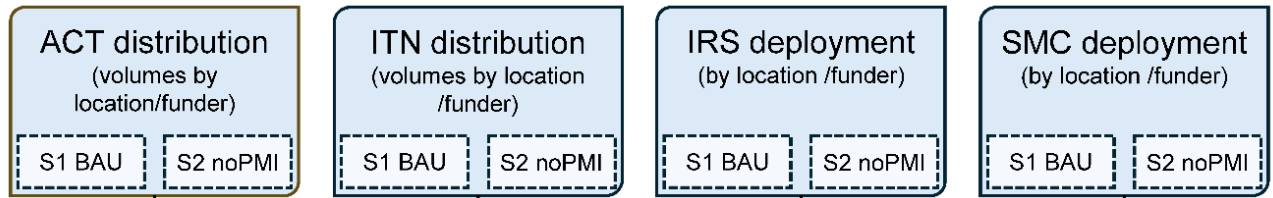 ACT distribution
(volumes by
location/funder)
S1 BAU
S2 noPMI
ITN distribution
(volumes by location
/funder)
S1 BAU
S2 noPMI
IRS deployment
(by location /funder)
S1 BAU
S2 noPMI
SMC deployment
(by location /funder)
S1 BAU
S2 noPMI